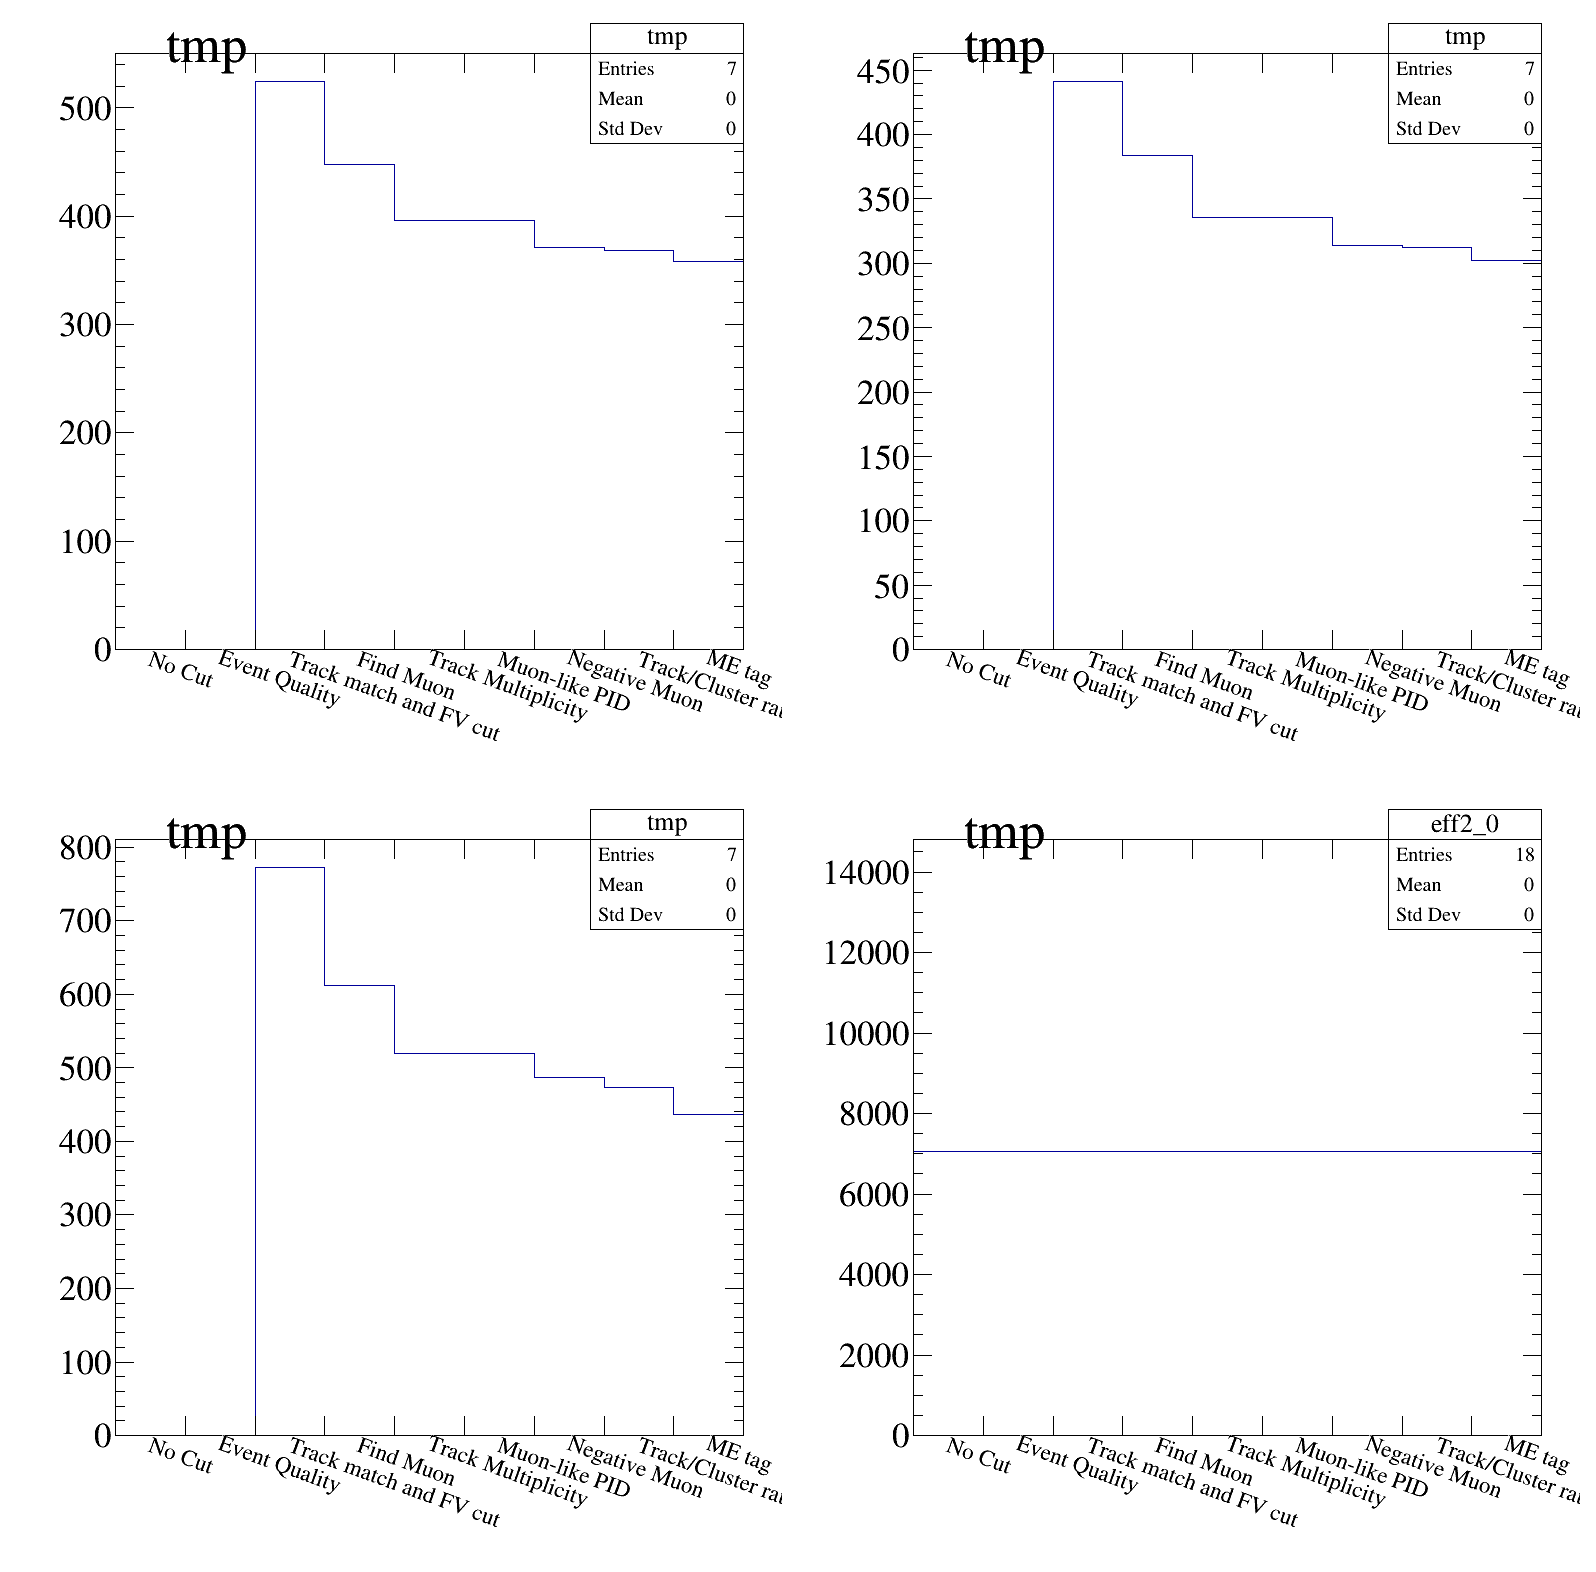 tmp
tmp
Entries 7
Mean 0
Std Dev 0
500
400
300
200
100
0
No Cut
Event Quality
Track match and FV cut
Find Muon
Track Multiplicity
Muon-like PID
Negative Muon
Track/Cluster
ME tag
tmp
tmp
Entries 7
Mean 0
Std Dev 0
450
400
350
300
250
200
150
100
50
0
No Cut
Event Quality
Track match and FV cut
Find Muon
Track Multiplicity
Muon-like PID
Negative Muon
Track/Cluster
ME tag
tmp
tmp
Entries 7
Mean 0
Std Dev 0
800
700
600
500
400
300
200
100
0
No Cut
Event Quality
Track match and FV cut
Find Muon
Track Multiplicity
Muon-like PID
Negative Muon
Track/Cluster
ME tag
tmp
eff2_0
Entries 18
Mean 0
Std Dev 0
14000
12000
10000
8000
6000
4000
2000
0
No Cut
Event Quality
Track match and FV cut
Find Muon
Track Multiplicity
Muon-like PID
Negative Muon
Track/Cluster
ME tag